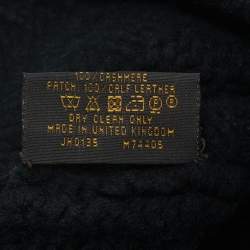 100/CASHMERE
PATCH: 100/CALF LEATHER
DRY CLEAN ONLY
MADE IN UNITED KINGDOM
JH0135 M74405